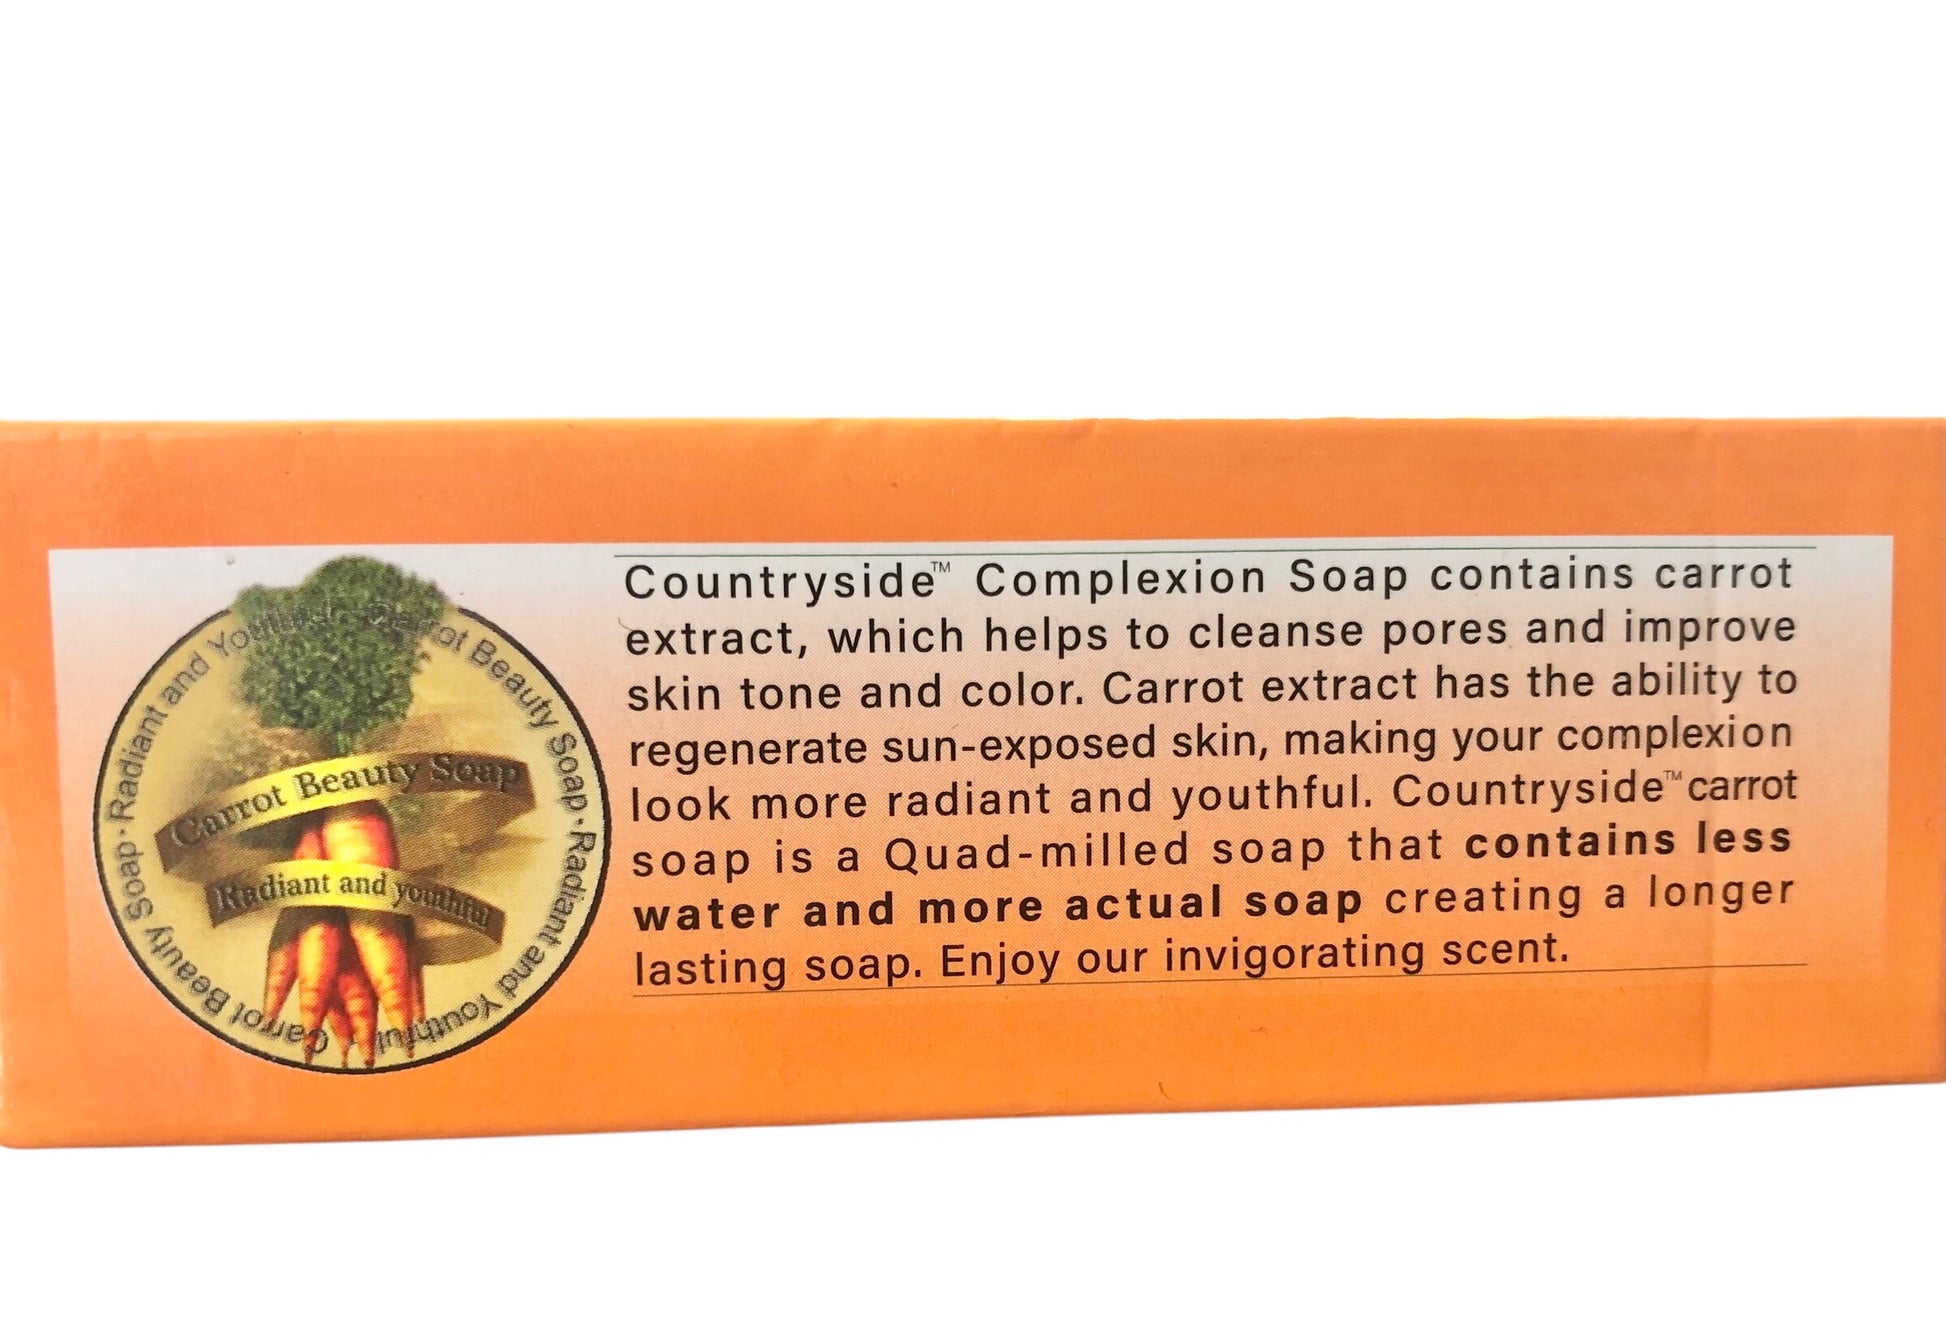 Carrot Beauty Soap · Radiant and Youthful · Carrot Beauty Soap · Radiant and Youthful
Carrot Beauty Soap
Radiant and youthful
Countryside™ Complexion Soap contains carrot
extract, which helps to cleanse pores and improve
skin tone and color. Carrot extract has the ability to
regenerate sun-exposed skin, making your complexion
look more radiant and youthful. Countryside™ carrot
soap is a Quad-milled soap that contains less
water and more actual soap creating a longer
lasting soap. Enjoy our invigorating scent.